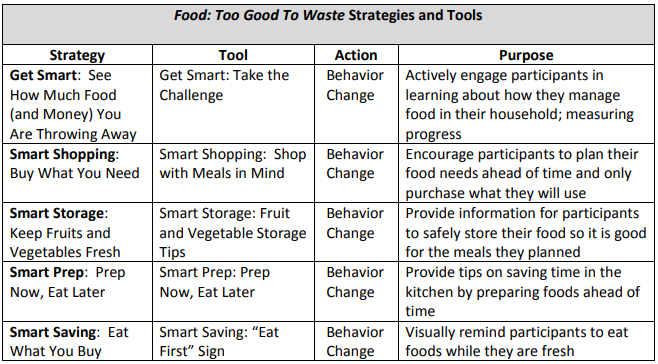 Food: Too Good To Waste Strategies and Tools
Strategy Tool Action Purpose
Get Smart: See
How Much Food
(and Money) You
Are Throwing Away
Get Smart: Take the
Challenge
Behavior
Change
Actively engage participants in
learning about how they manage
food in their household; measuring
progress
Smart Shopping:
Buy What You Need
Smart Shopping: Shop
with Meals in Mind
Behavior
Change
Encourage participants to plan their
food needs ahead of time and only
purchase what they will use
Smart Storage:
Keep Fruits and
Vegetables Fresh
Smart Storage: Fruit
and Vegetable Storage
Tips
Behavior
Change
Provide information for participants
to safely store their food so it is good
for the meals they planned
Smart Prep: Prep
Now, Eat Later
Smart Prep: Prep
Now, Eat Later
Behavior
Change
Provide tips on saving time in the
kitchen by preparing foods ahead of
time
Smart Saving: Eat
What You Buy
Smart Saving: “Eat
First” Sign
Behavior
Change
Visually remind participants to eat
foods while they are fresh